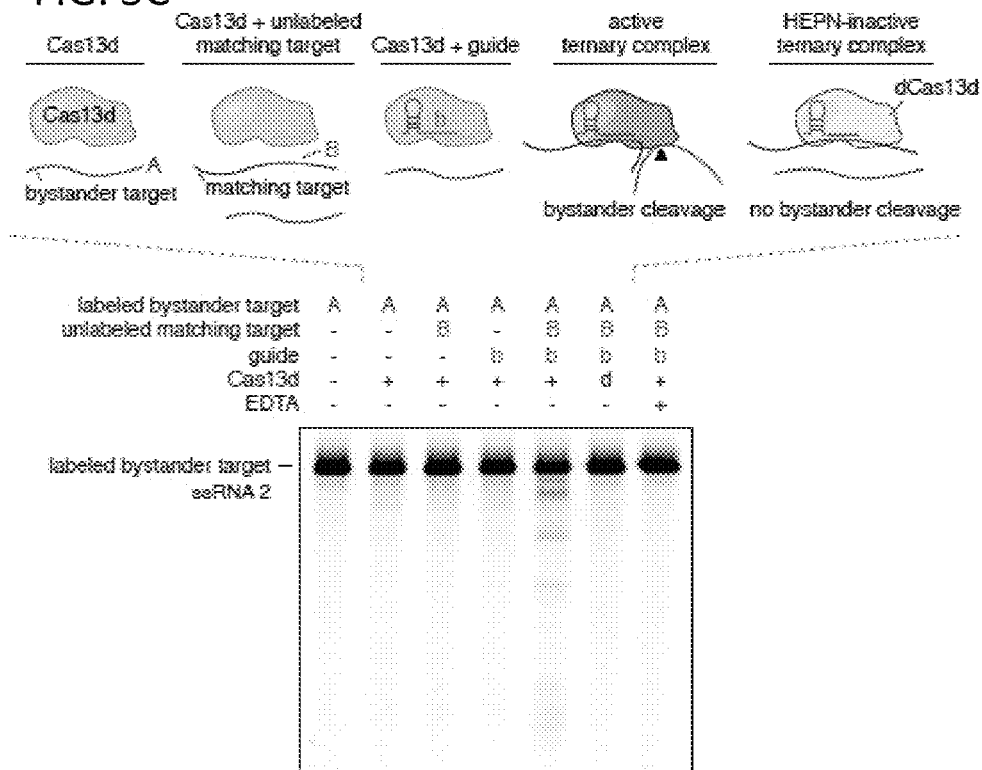 Cas13d
Cas13d + unlabeled
matching target
Cas13d + guide
active
ternary complex
HEPN-inactive
ternary complex
Cas13d
A
bystander target
B
matching target
b
bystander cleavage
dCas13d
no bystander cleavage
labeled bystander target A A A A A A A
unlabeled matching target - - B - B B B
guide - - - b b b b
Cas13d - + + + + d +
EDTA - - - - - - +
labeled bystander target –
ssRNA 2